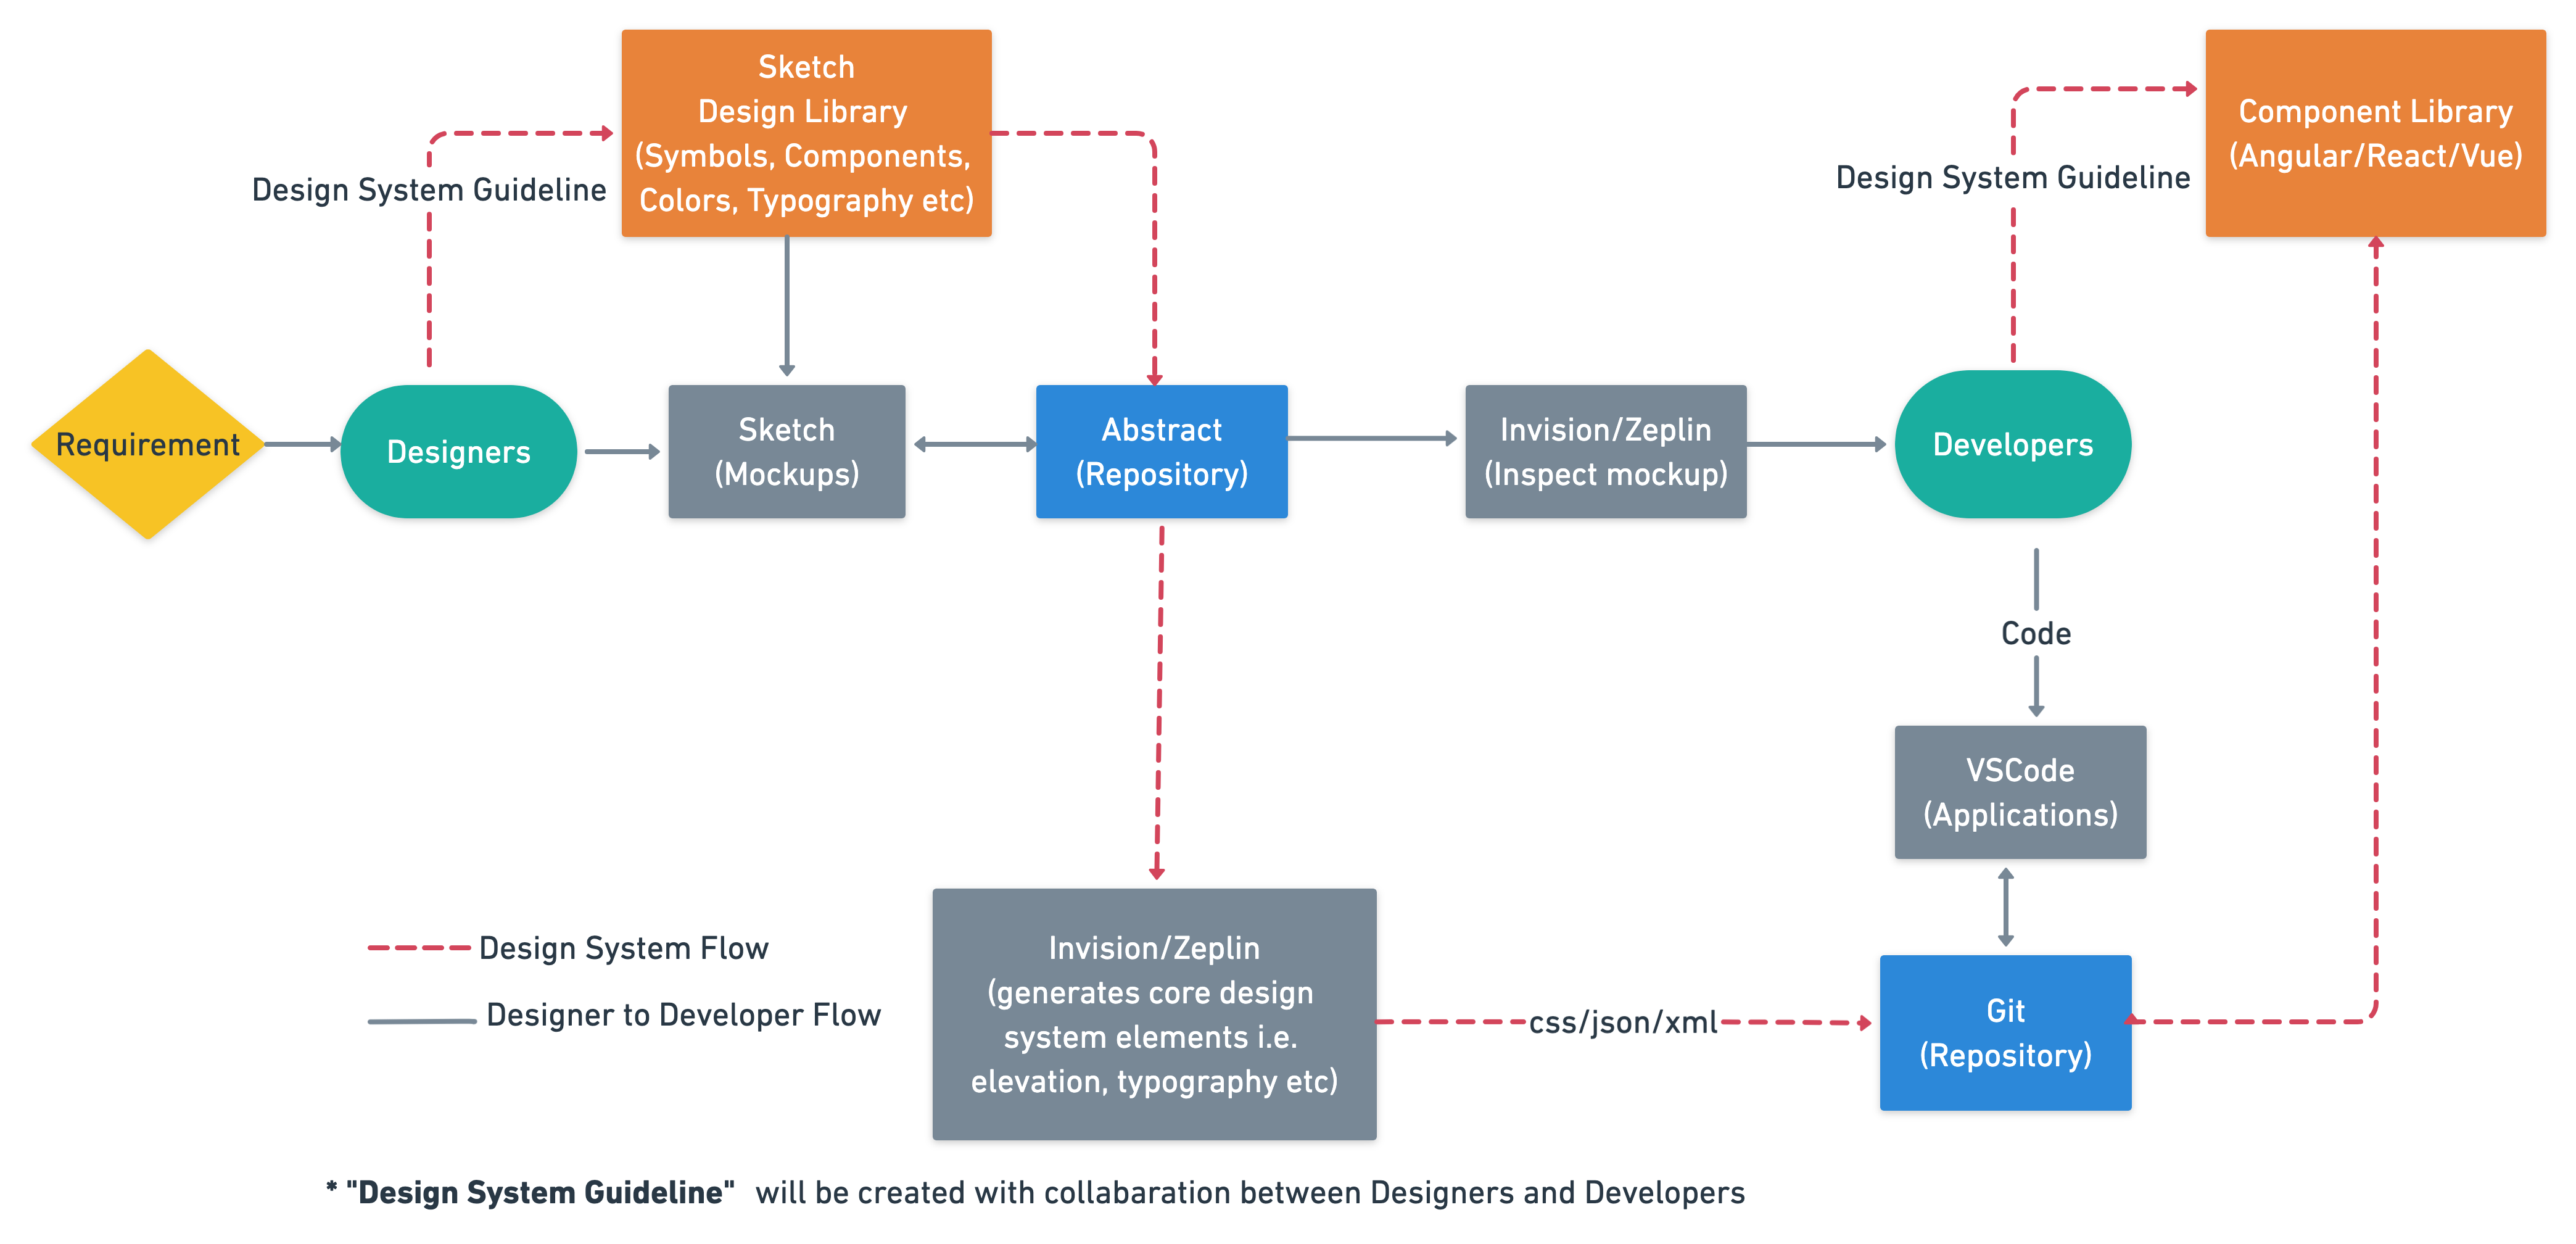 Sketch
Design Library
(Symbols, Components,
Colors, Typography etc)
Component Library
(Angular/React/Vue)
Design System Guideline
Design System Guideline
Requirement
Designers
Sketch
(Mockups)
Abstract
(Repository)
Invision/Zeplin
(Inspect mockup)
Developers
Code
VSCode
(Applications)
Design System Flow
Designer to Developer Flow
Invision/Zeplin
(generates core design
system elements i.e.
elevation, typography etc)
css/json/xml
Git
(Repository)
* "Design System Guideline" will be created with collabaration between Designers and Developers